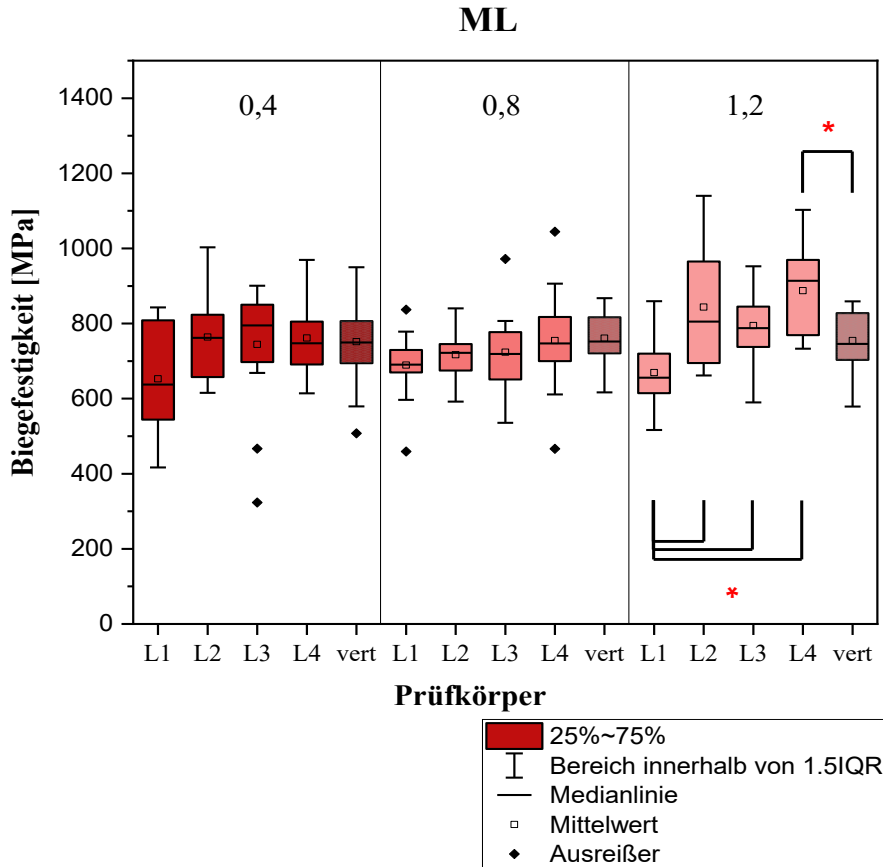 ML
0,4 0,8 1,2
*
1400
1200
1000
800
600
400
200
0
Biegefestigkeit [MPa]
*
L1 L2 L3 L4 vert L1 L2 L3 L4 vert L1 L2 L3 L4 vert
Prüfkörper
25%~75%
Bereich innerhalb von 1.5IQR
Medianlinie
Mittelwert
Ausreißer